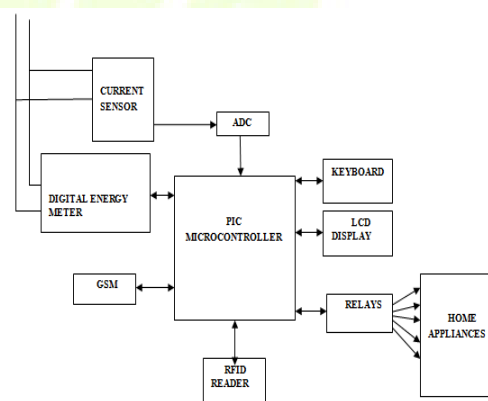 CURRENT
SENSOR
ADC
KEYBOARD
DIGITAL ENERGY
METER
PIC
MICROCONTROLLER
LCD
DISPLAY
GSM
RELAYS
HOME
APPLIANCES
RFID
READER